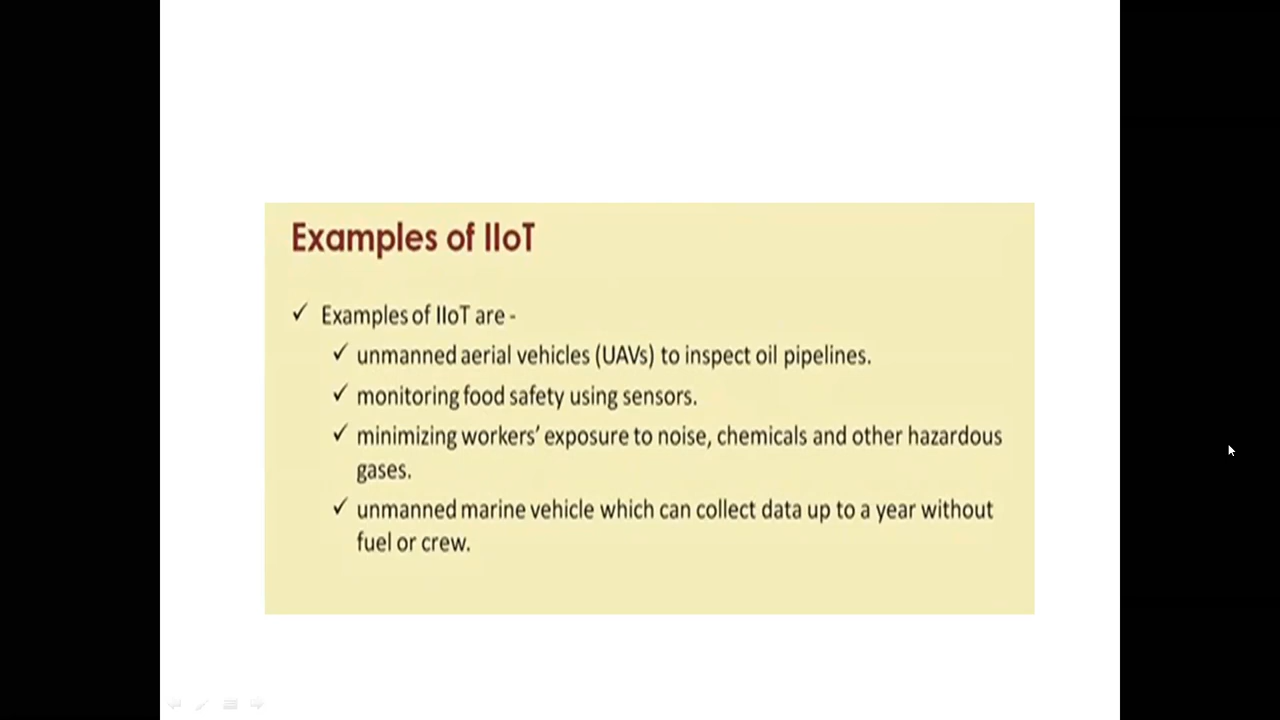 Examples of IIoT
✓ Examples of IIoT are -
✓ unmanned aerial vehicles (UAVs) to inspect oil pipelines.
✓ monitoring food safety using sensors.
✓ minimizing workers’ exposure to noise, chemicals and other hazardous
gases.
✓ unmanned marine vehicle which can collect data up to a year without
fuel or crew.